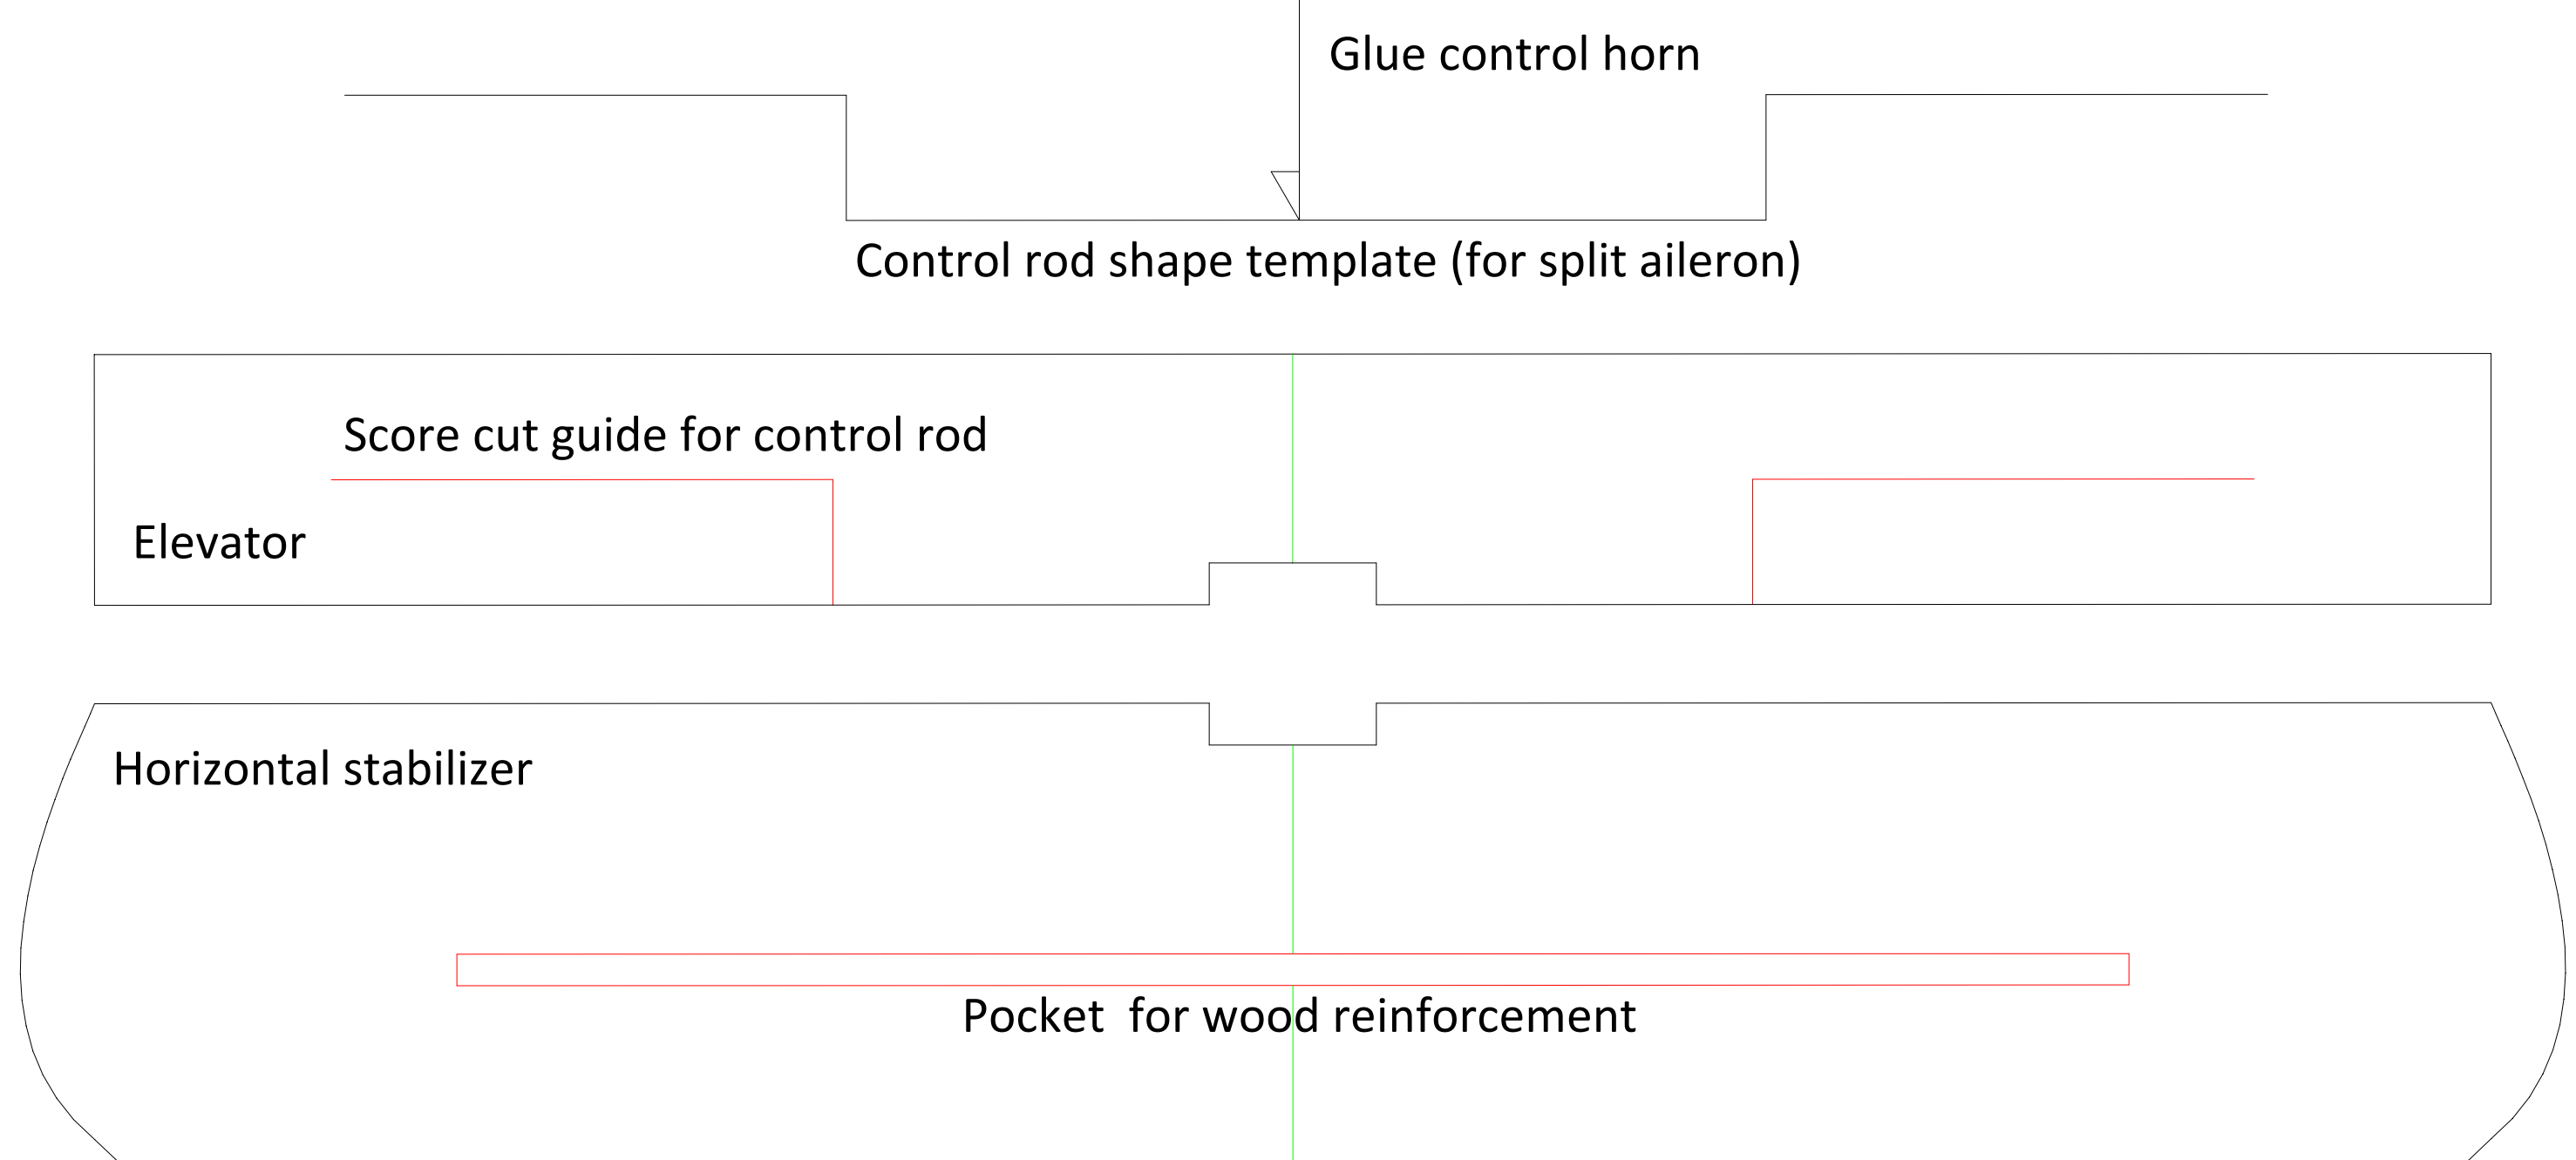 Glue control horn
Control rod shape template (for split aileron)
Score cut guide for control rod
Elevator
Horizontal stabilizer
Pocket  for wood reinforcement